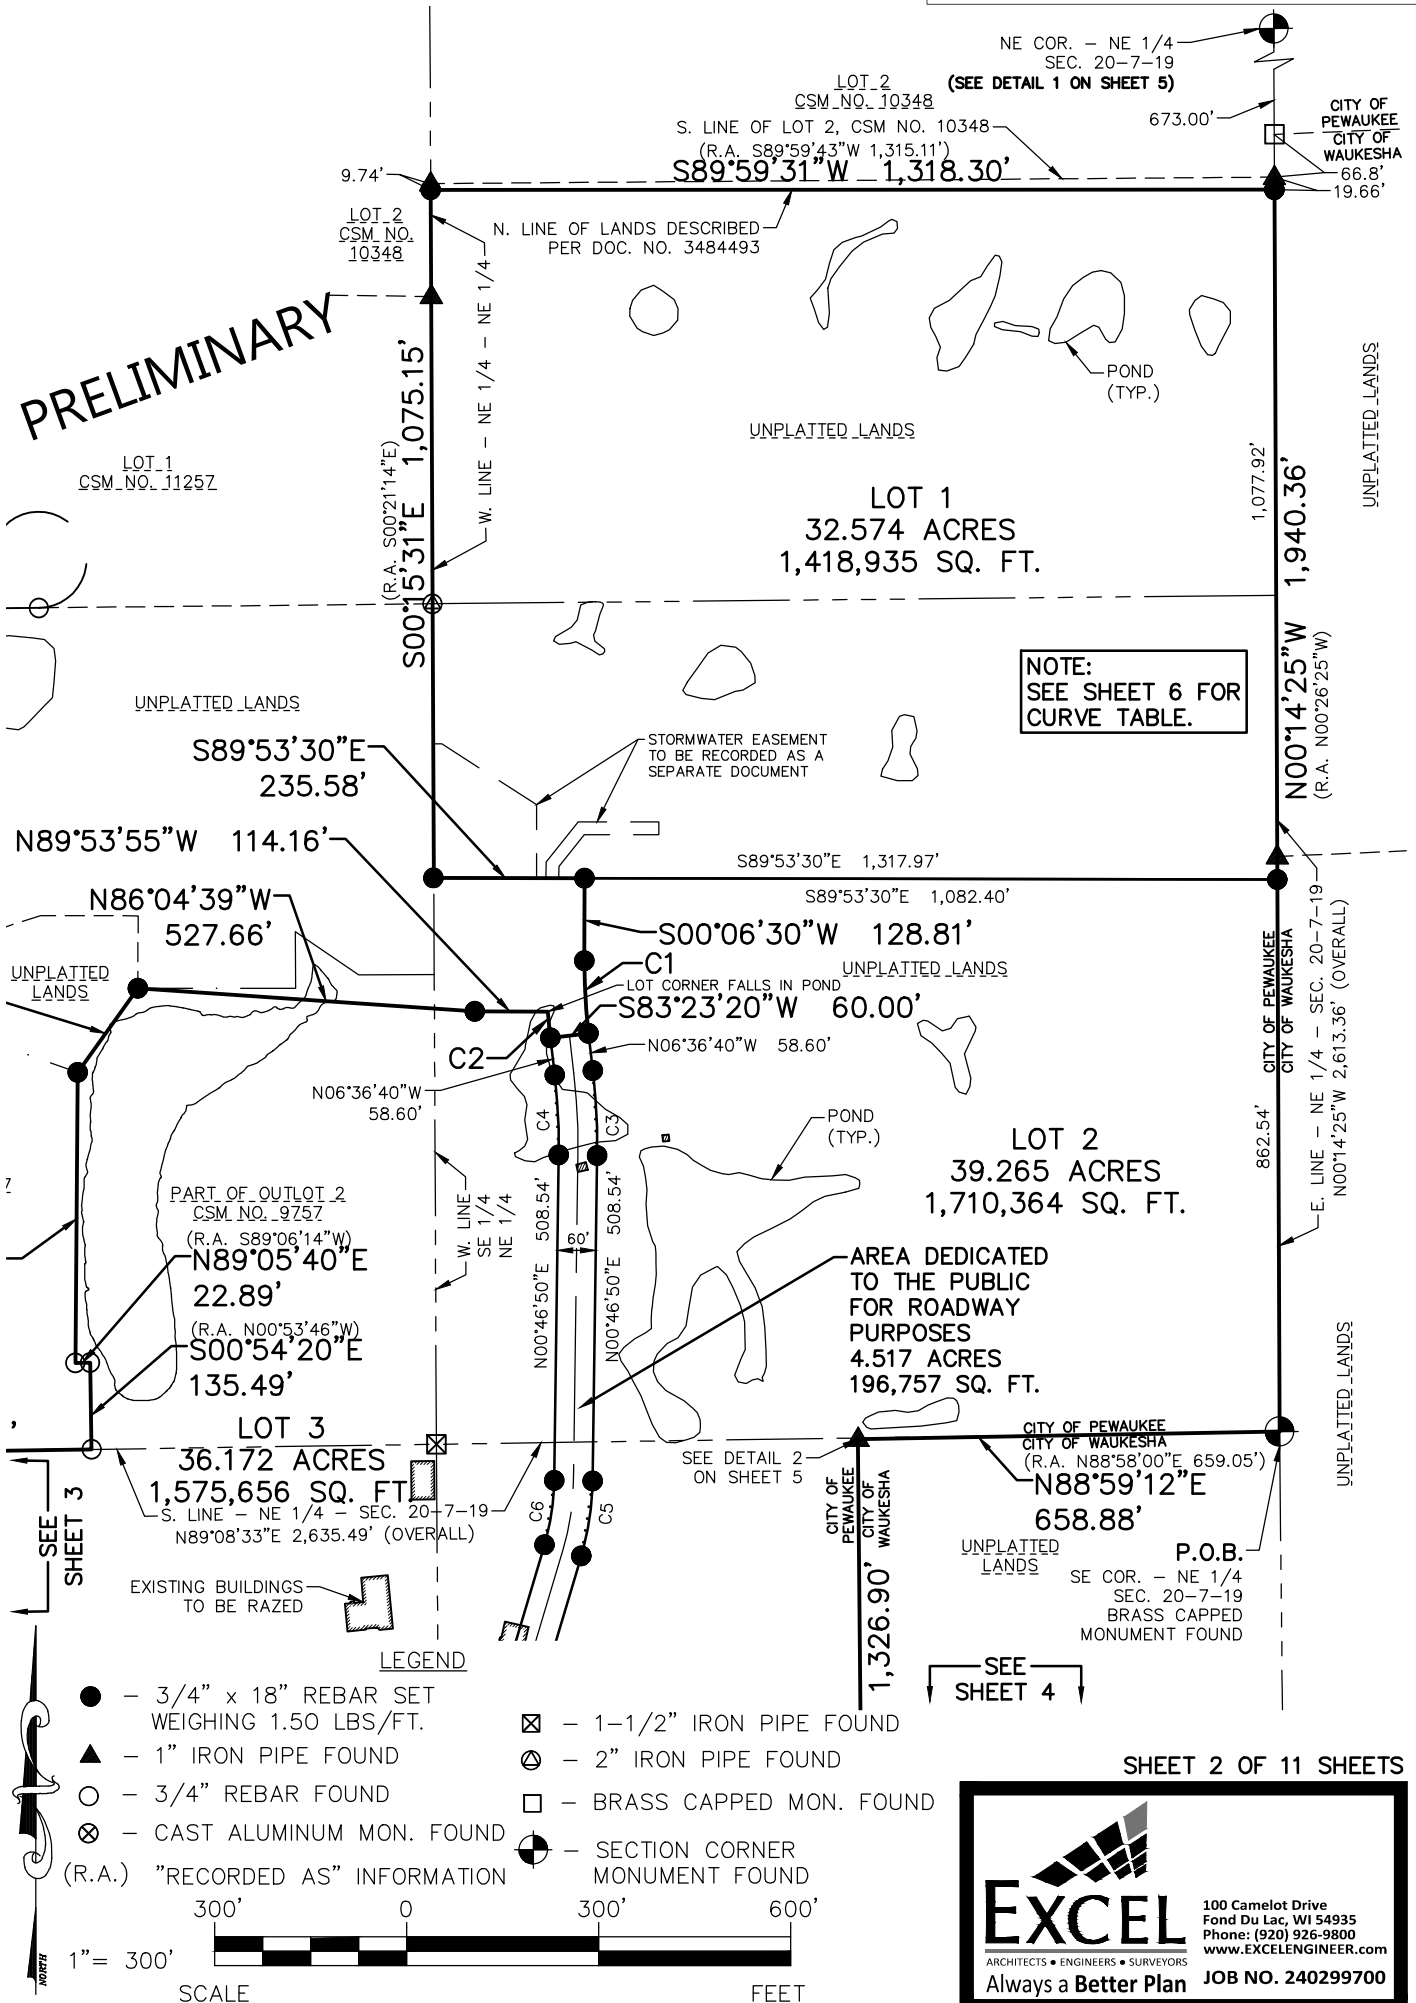 NE COR. - NE 1/4
SEC. 20-7-19
(SEE DETAIL 1 ON SHEET 5)
LOT 2
CSM NO. 10348
S. LINE OF LOT 2, CSM NO. 10348
(R.A. S89°59'43"W 1,315.11')
S89°59'31"W 1,318.30'
673.00'
CITY OF
PEWAUKEE
CITY OF
WAUKESHA
66.8'
19.66'
9.74'
LOT 2
CSM NO.
10348
N. LINE OF LANDS DESCRIBED
PER DOC. NO. 3484493
W. LINE - NE 1/4 - NE 1/4
PRELIMINARY
S00°15'31"E 1,075.15'
(R.A. S00°21'14"E)
POND
(TYP.)
UNPLATTED LANDS
UNPLATTED LANDS
LOT 1
CSM NO. 11257
LOT 1
32.574 ACRES
1,418,935 SQ. FT.
1,077.92'
N00°14'25"W 1,940.36'
(R.A. N00°26'25"W)
NOTE:
SEE SHEET 6 FOR
CURVE TABLE.
UNPLATTED LANDS
S89°53'30"E
235.58'
STORMWATER EASEMENT
TO BE RECORDED AS A
SEPARATE DOCUMENT
N89°53'55"W 114.16'
S89°53'30"E 1,317.97'
S89°53'30"E 1,082.40'
N86°04'39"W
527.66'
S00°06'30"W 128.81'
C1
UNPLATTED LANDS
UNPLATTED
LANDS
LOT CORNER FALLS IN POND
S83°23'20"W 60.00'
C2
N06°36'40"W 58.60'
N06°36'40"W
58.60'
C4
C3
CITY OF PEWAUKEE
CITY OF WAUKESHA
E. LINE - NE 1/4 - SEC. 20-7-19
N00°14'25"W 2,613.36' (OVERALL)
862.54'
POND
(TYP.)
LOT 2
39.265 ACRES
1,710,364 SQ. FT.
7
PART OF OUTLOT 2
CSM NO. 9757
(R.A. S89°06'14"W)
N89°05'40"E
22.89'
(R.A. N00°53'46"W)
S00°54'20"E
135.49'
W. LINE
SE 1/4
NE 1/4
N00°46'50"E 508.54'
60'
N00°46'50"E 508.54'
AREA DEDICATED
TO THE PUBLIC
FOR ROADWAY
PURPOSES
4.517 ACRES
196,757 SQ. FT.
UNPLATTED LANDS
'
LOT 3
36.172 ACRES
1,575,656 SQ. FT.
S. LINE - NE 1/4 - SEC. 20-7-19
N89°08'33"E 2,635.49' (OVERALL)
SEE
SHEET 3
C6
C5
SEE DETAIL 2
ON SHEET 5
CITY OF PEWAUKEE
CITY OF WAUKESHA
(R.A. N88°58'00"E 659.05')
N88°59'12"E
658.88'
CITY OF
PEWAUKEE
CITY OF
WAUKESHA
1,326.90'
UNPLATTED
LANDS
P.O.B.
SE COR. - NE 1/4
SEC. 20-7-19
BRASS CAPPED
MONUMENT FOUND
EXISTING BUILDINGS
TO BE RAZED
SEE
SHEET 4
LEGEND
- 3/4" x 18" REBAR SET
WEIGHING 1.50 LBS/FT.
- 1" IRON PIPE FOUND
- 3/4" REBAR FOUND
- CAST ALUMINUM MON. FOUND
(R.A.) "RECORDED AS" INFORMATION
- 1-1/2" IRON PIPE FOUND
- 2" IRON PIPE FOUND
- BRASS CAPPED MON. FOUND
- SECTION CORNER
MONUMENT FOUND
NORTH
300' 0 300' 600'
1"= 300'
SCALE FEET
SHEET 2 OF 11 SHEETS
EXCEL
ARCHITECTS • ENGINEERS • SURVEYORS
Always a Better Plan
100 Camelot Drive
Fond Du Lac, WI 54935
Phone: (920) 926-9800
www.EXCELENGINEER.com
JOB NO. 240299700